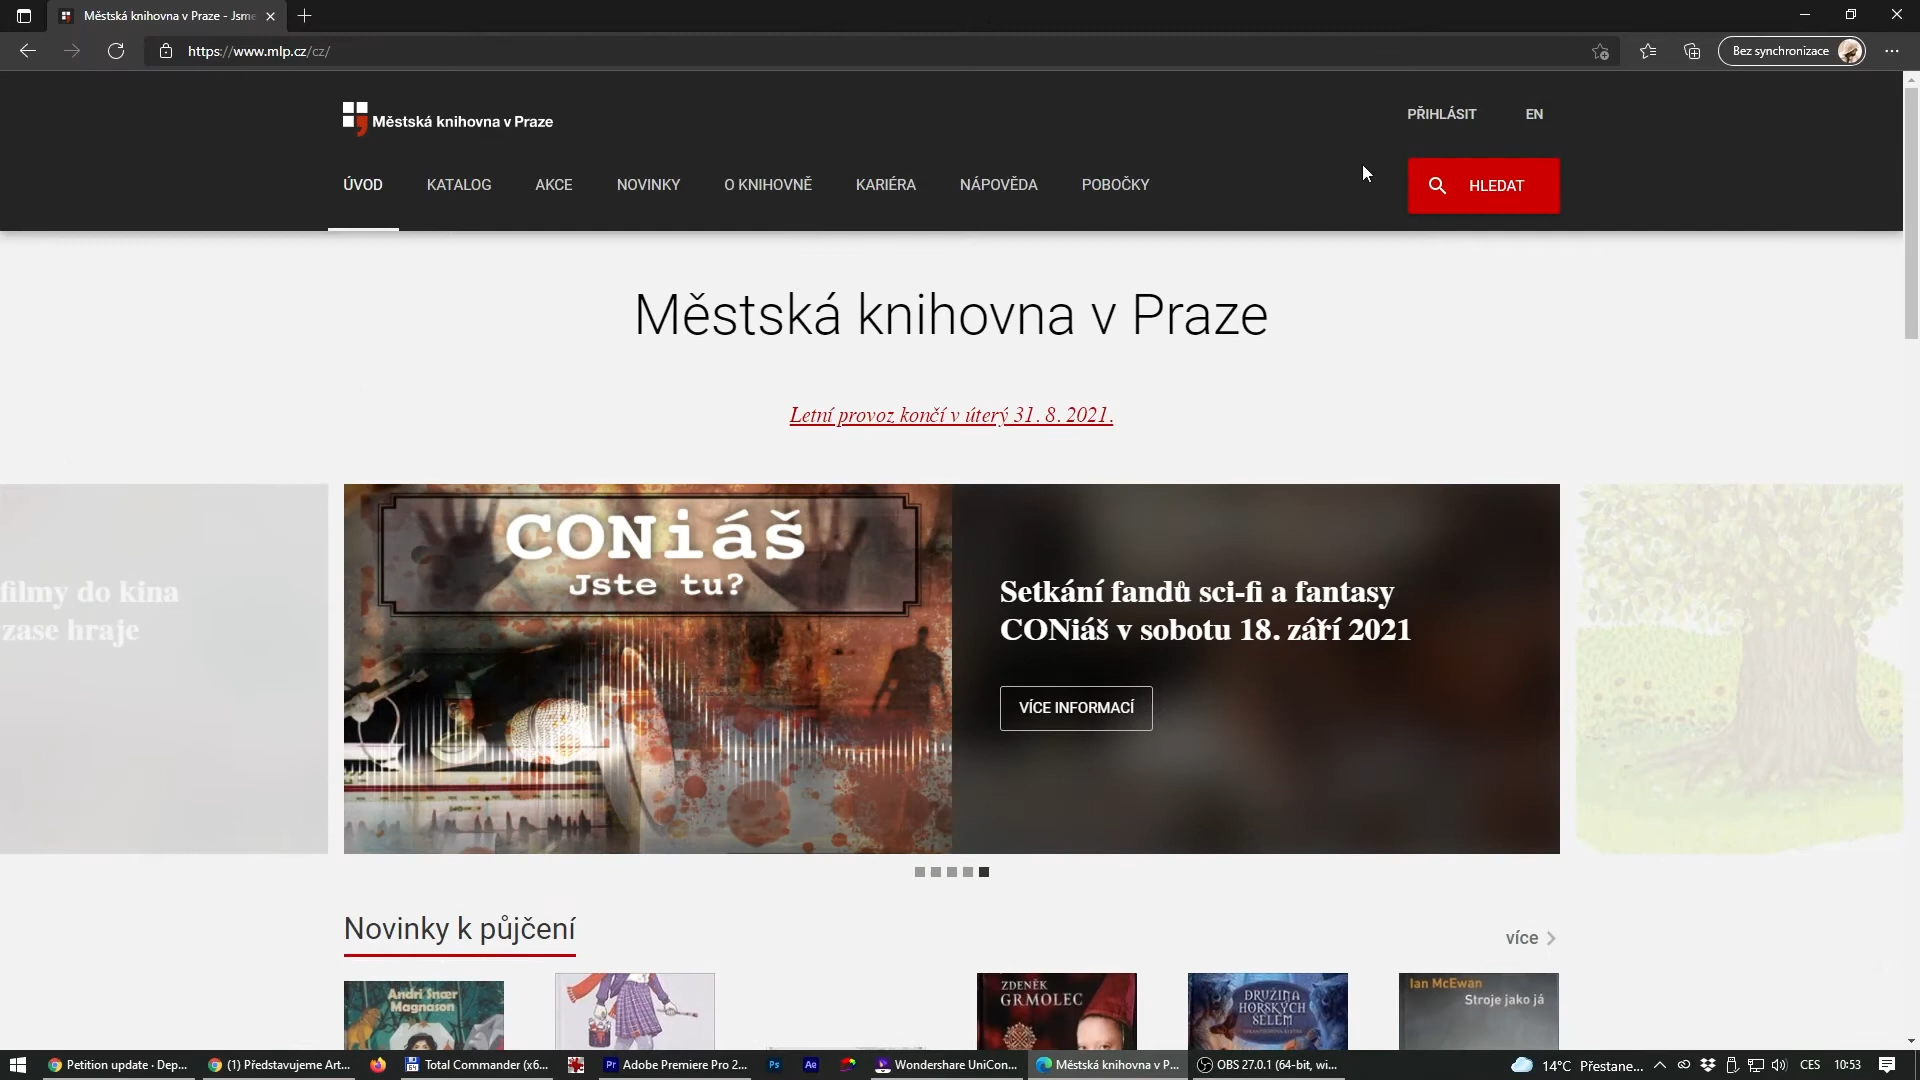 Městská knihovna v Praze - Jsme
https://www.mlp.cz/cz/
Bez synchronizace
Městská knihovna v Praze
PŘIHLÁSIT
EN
ÚVOD
KATALOG
AKCE
NOVINKY
O KNIHOVNĚ
KARIÉRA
NÁPOVĚDA
POBOČKY
HLEDAT
Městská knihovna v Praze
Letní provoz končí v úterý 31. 8. 2021.
filmy do kina
zase hraje
CONiáš
Jste tu?
Setkání fandů sci-fi a fantasy
CONiáš v sobotu 18. září 2021
VÍCE INFORMACÍ
Novinky k půjčení
více
Andri Snær
Magnason
ZDENĚK
GRMOLEC
DRUŽINA
HORSKÝCH
ŠELEM
Ian McEwan
Stroje jako já
Petition update · Dep...
(1) Představujeme Art...
Total Commander (x6...
Adobe Premiere Pro 2...
Wondershare UniCon...
Městská knihovna v P...
OBS 27.0.1 (64-bit, wi...
14°C Přestane...
CES
10:53